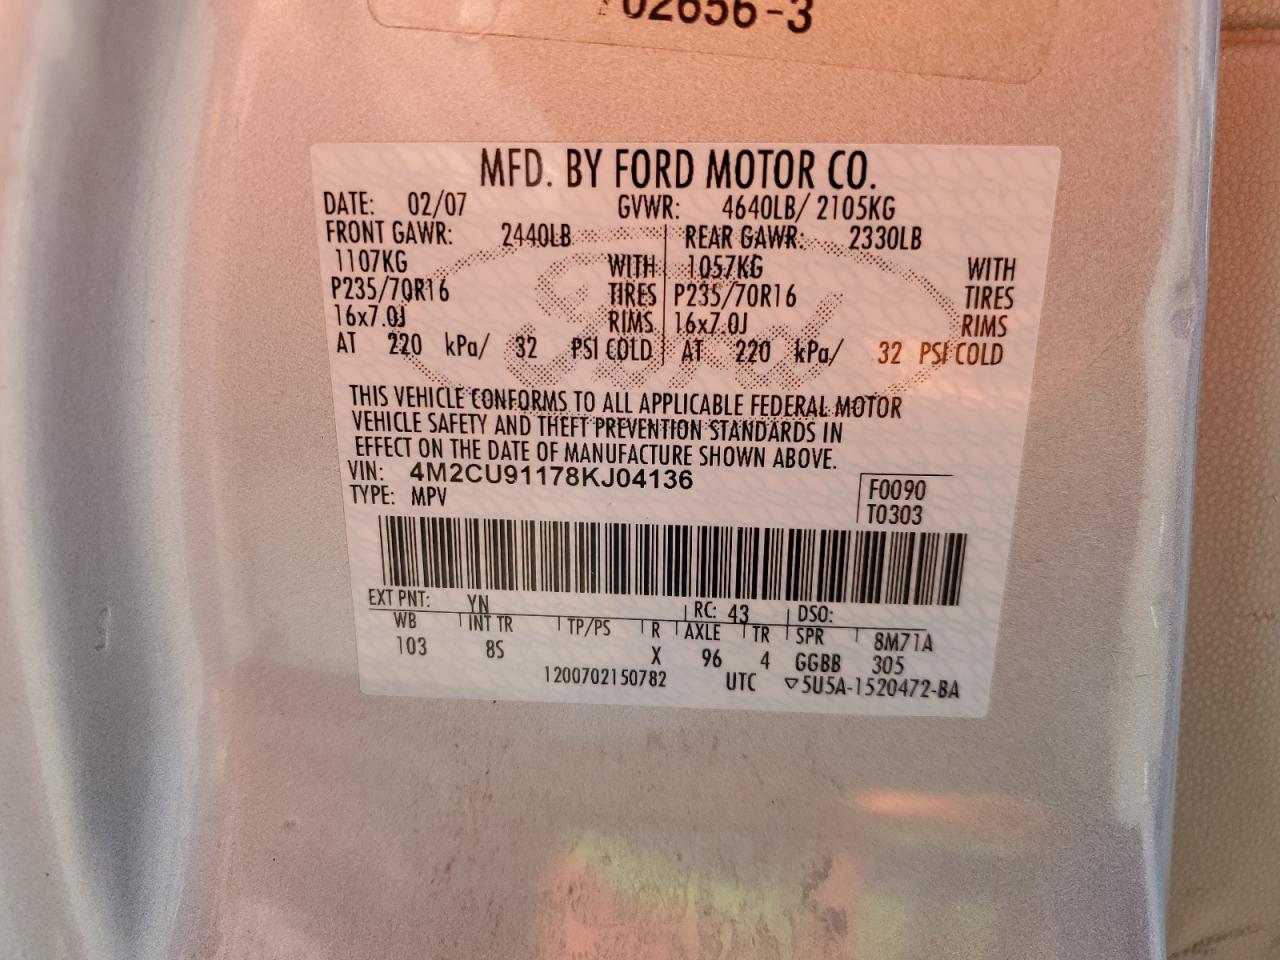 02656-3
MFD. BY FORD MOTOR CO.
DATE: 02/07 GVWR: 4640LB/ 2105KG
FRONT GAWR: 2440LB REAR GAWR: 2330LB
1107KG WITH 1057KG WITH
P235/70R16 TIRES P235/70R16 TIRES
16x7.0J RIMS 16x7.0J RIMS
AT 220 kPa/ 32 PSI COLD AT 220 kPa/ 32 PSI COLD
THIS VEHICLE CONFORMS TO ALL APPLICABLE FEDERAL MOTOR
VEHICLE SAFETY AND THEFT PREVENTION STANDARDS IN
EFFECT ON THE DATE OF MANUFACTURE SHOWN ABOVE.
VIN: 4M2CU91178KJ04136 F0090
TYPE: MPV T0303
EXT PNT: YN RC: 43 DSO:
WB INT TR TP/PS R AXLE TR SPR 8M71A
103 8S X 96 4 GGBB 305
1200702150782 UTC ▽5U5A-1520472-BA